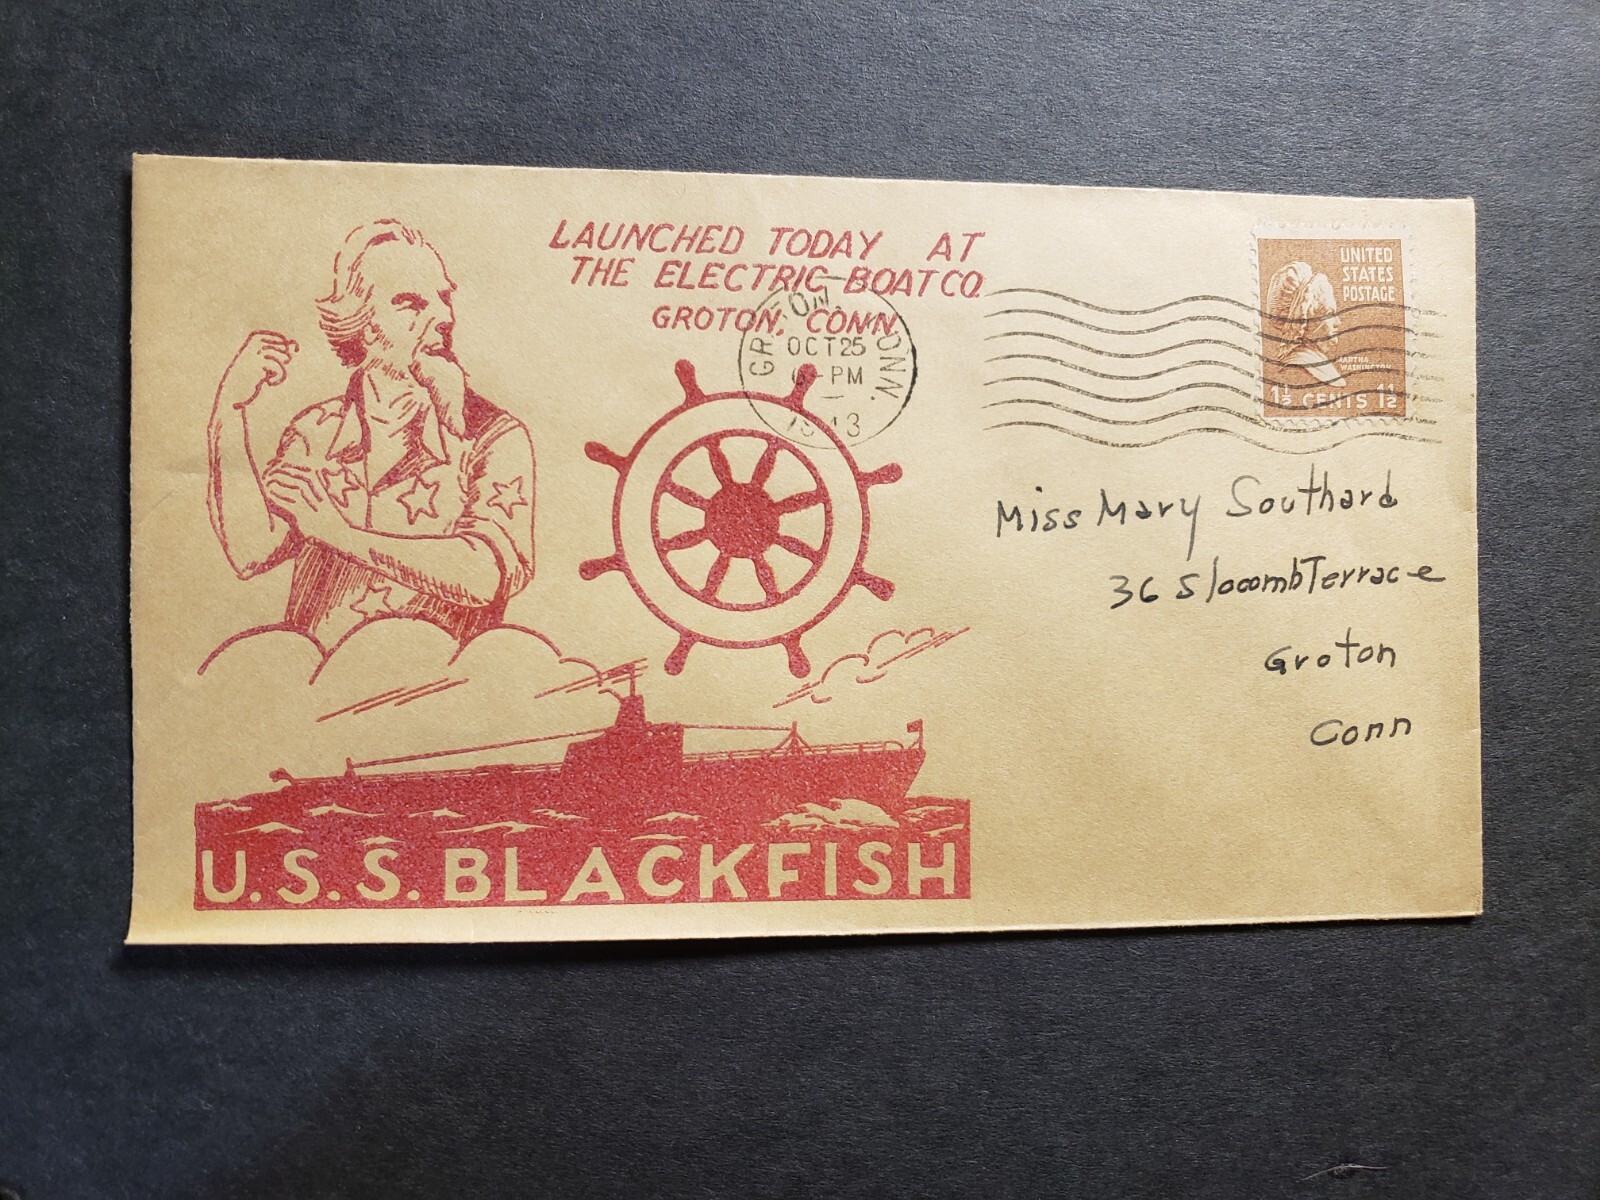 LAUNCHED TODAY AT
THE ELECTRIC BOAT CO.
GROTON, CONN.
GROTON, CONN.
OCT 25
6 - PM
1943
UNITED
STATES
POSTAGE
MARTHA
WASHINGTON
1½ CENTS 1½
Miss Mary Southard
36 Slocomb Terrace
Groton
Conn
U.S.S. BLACKFISH